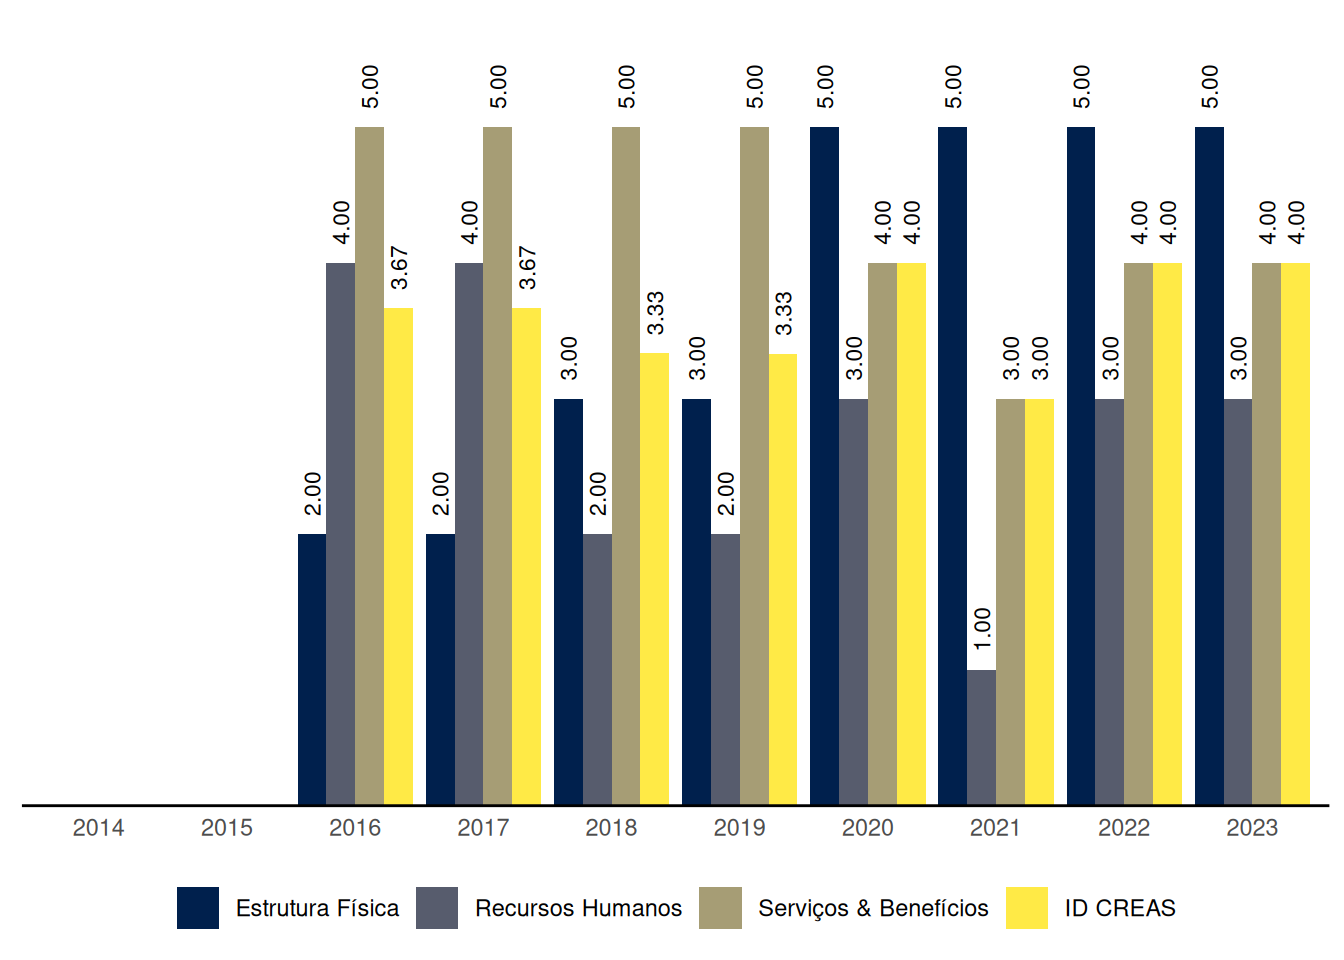 2.00 4.00 5.00 3.67 2.00 4.00 5.00 3.67 3.00 2.00 5.00 3.33 3.00 2.00 5.00 3.33 5.00 3.00 4.00 4.00 5.00 1.00 3.00 3.00 5.00 3.00 4.00 4.00 5.00 3.00 4.00 4.00
2014 2015 2016 2017 2018 2019 2020 2021 2022 2023
Estrutura Física Recursos Humanos Serviços & Benefícios ID CREAS